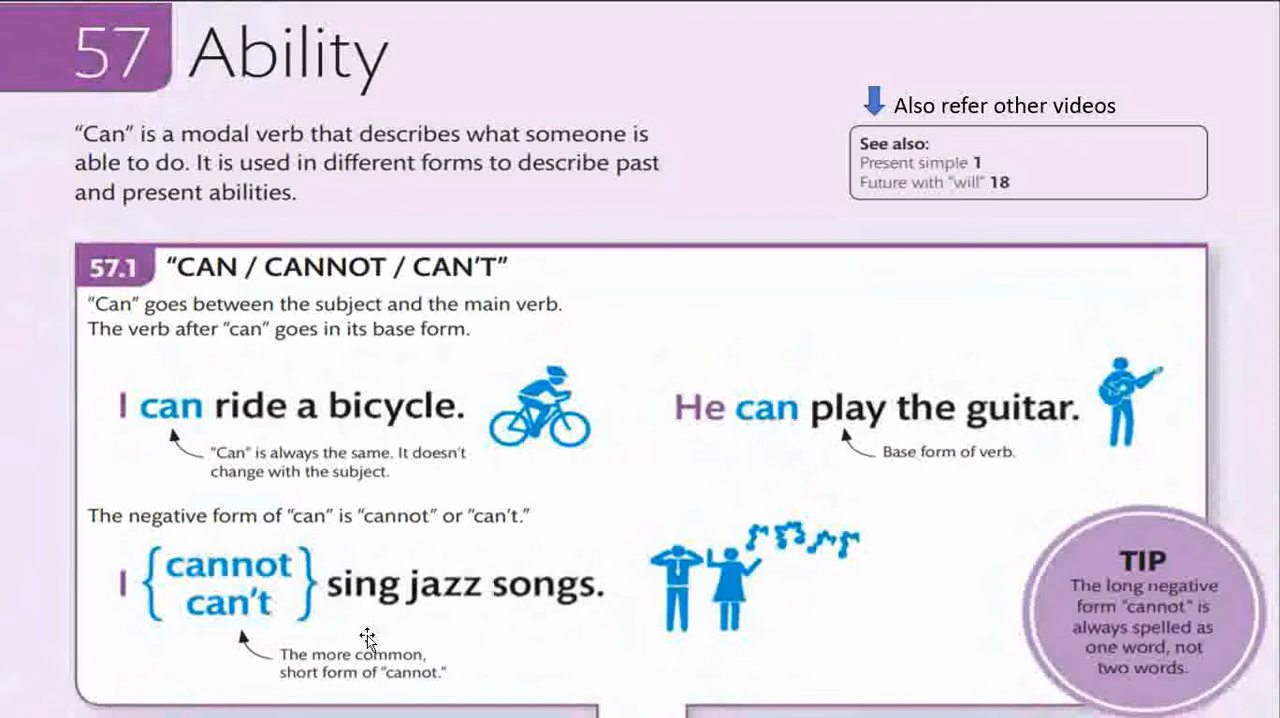 57 Ability
"Can" is a modal verb that describes what someone is
able to do. It is used in different forms to describe past
and present abilities.
Also refer other videos
See also:
Present simple 1
Future with "will" 18
57.1 "CAN / CANNOT / CAN'T"
"Can" goes between the subject and the main verb.
The verb after "can" goes in its base form.
I can ride a bicycle.
"Can" is always the same. It doesn't
change with the subject.
He can play the guitar.
Base form of verb.
The negative form of "can" is "cannot" or "can't."
I { cannot
can't } sing jazz songs.
The more common,
short form of "cannot."
TIP
The long negative
form "cannot" is
always spelled as
one word, not
two words.